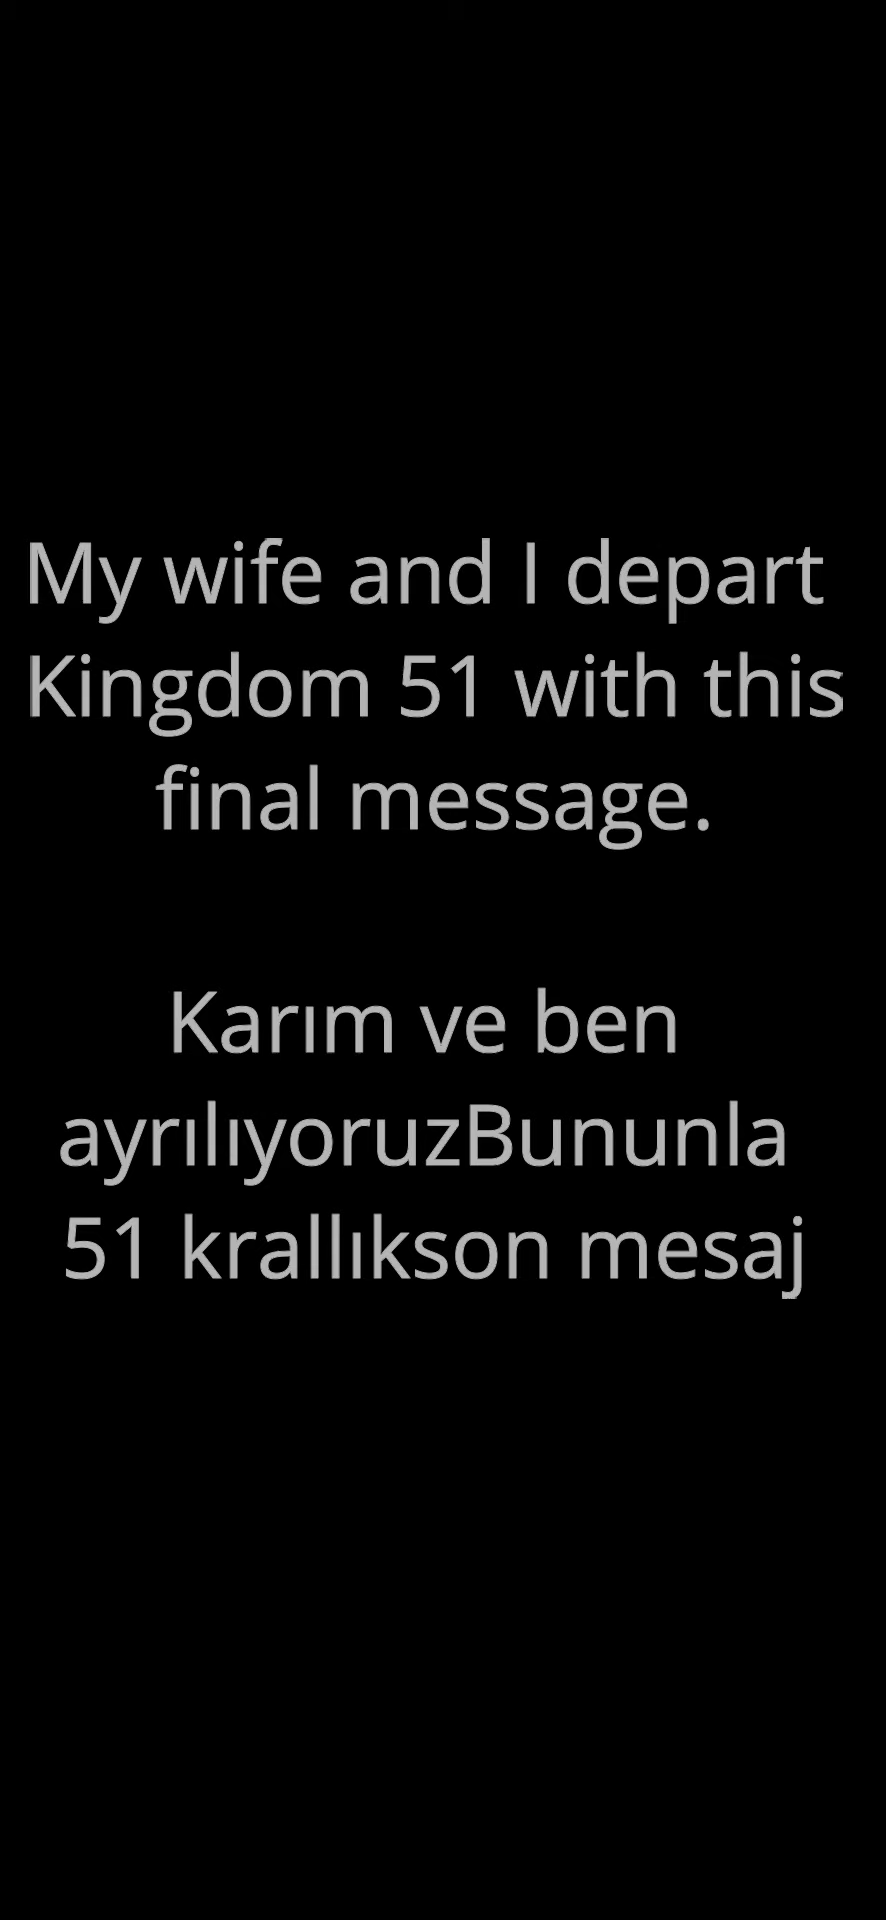 My wife and I depart
Kingdom 51 with this
final message.
Karım ve ben
ayrılıyoruzBununla
51 krallıkson mesaj